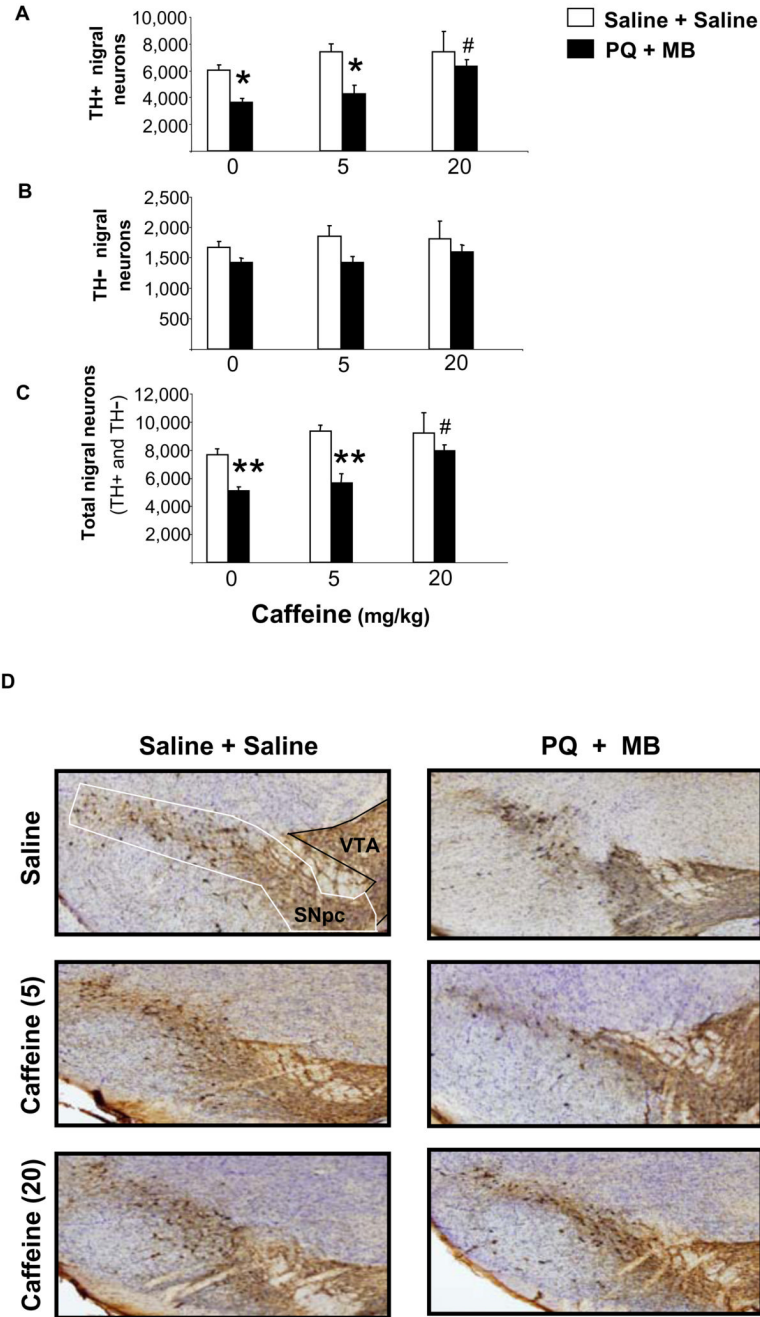 A
TH+ nigral
neurons
10,000
8,000
6,000
4,000
2,000
*
*
#
0
5
20
Saline + Saline
PQ + MB
B
TH- nigral
neurons
2,500
2,000
1,500
1,000
500
0
5
20
C
Total nigral neurons
(TH+ and TH-)
12,000
10,000
8,000
6,000
4,000
2,000
**
**
#
0
5
20
Caffeine (mg/kg)
D
Saline + Saline
PQ + MB
Saline
VTA
SNpc
Caffeine (5)
Caffeine (20)